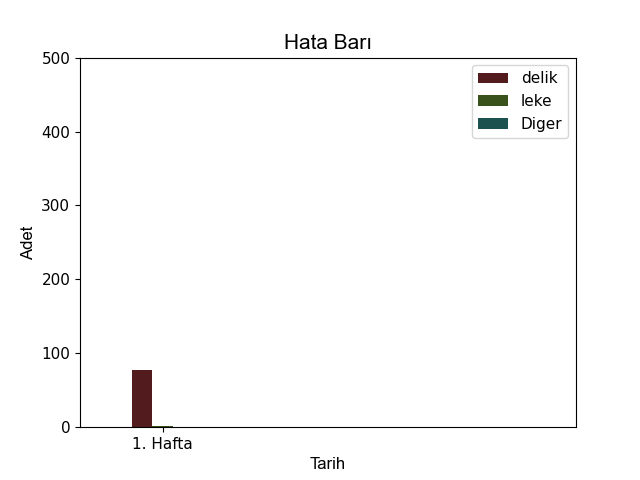 Hata Barı
500
400
300
200
100
0
Adet
delik
leke
Diger
1. Hafta
Tarih